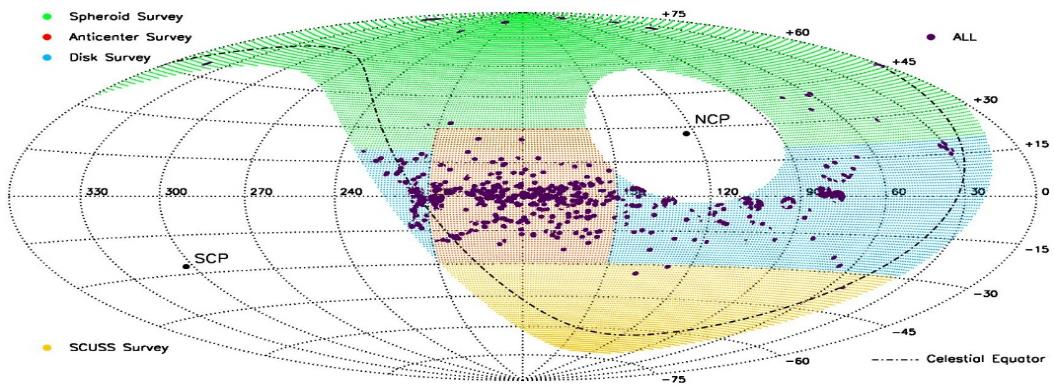 Spheroid Survey
Anticenter Survey
Disk Survey
+75
+60
ALL
+45
NCP
+30
+15
330
300
270
240
120
90
60
30
0
SCP
-15
-30
-45
SCUSS Survey
-60
Celestial Equator
-75